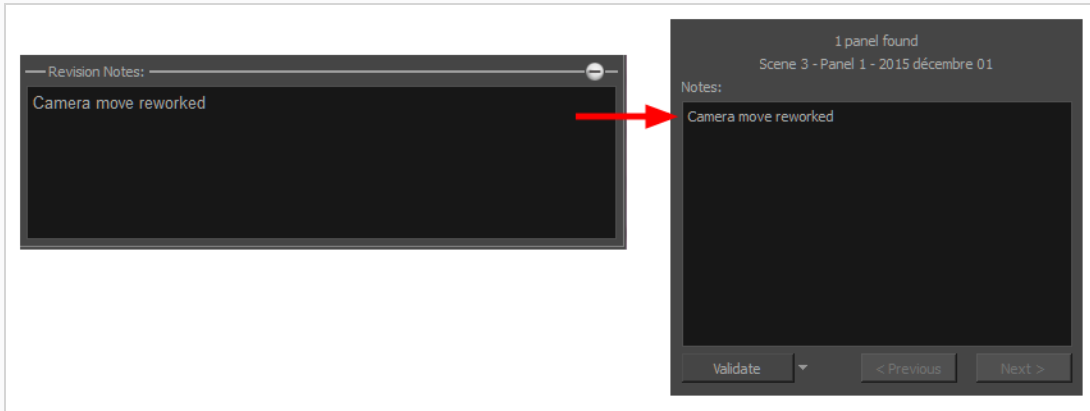 Revision Notes:
Camera move reworked
1 panel found
Scene 3 - Panel 1 - 2015 décembre 01
Notes:
Camera move reworked
Validate
< Previous
Next >